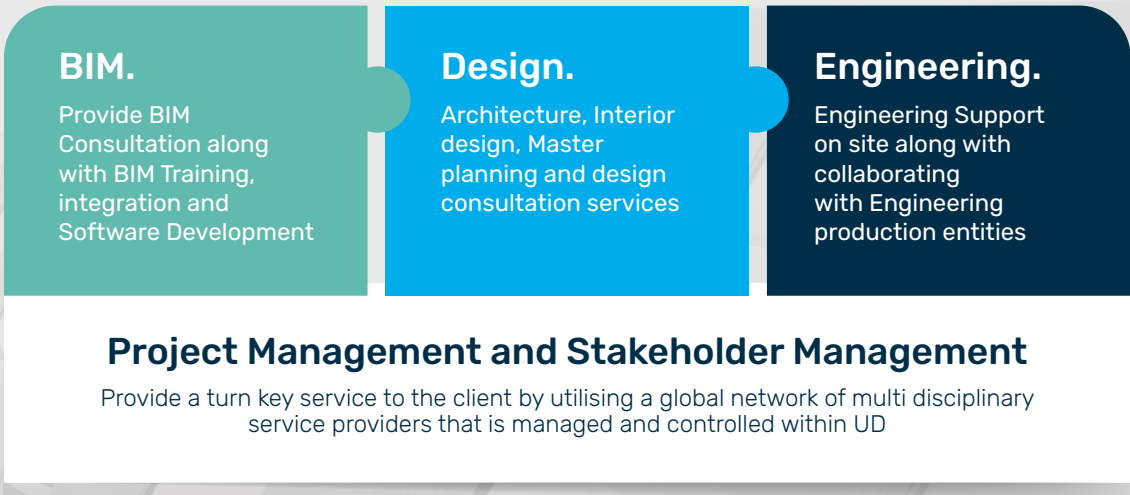 BIM.
Provide BIM
Consultation along
with BIM Training,
integration and
Software Development
Design.
Architecture, Interior
design, Master
planning and design
consultation services
Engineering.
Engineering Support
on site along with
collaborating
with Engineering
production entities
Project Management and Stakeholder Management
Provide a turn key service to the client by utilising a global network of multi disciplinary
service providers that is managed and controlled within UD